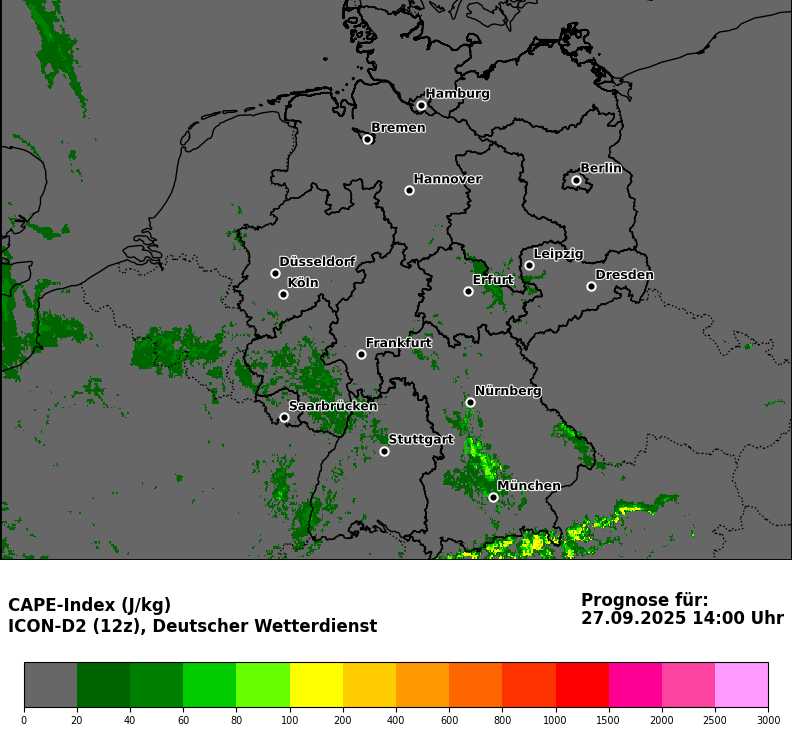 Hamburg
Bremen
Berlin
Hannover
Leipzig
Düsseldorf
Dresden
Köln
Erfurt
Frankfurt
Nürnberg
Saarbrücken
Stuttgart
München
CAPE-Index (J/kg)
ICON-D2 (12z), Deutscher Wetterdienst
Prognose für:
27.09.2025 14:00 Uhr
0 20 40 60 80 100 200 400 600 800 1000 1500 2000 2500 3000